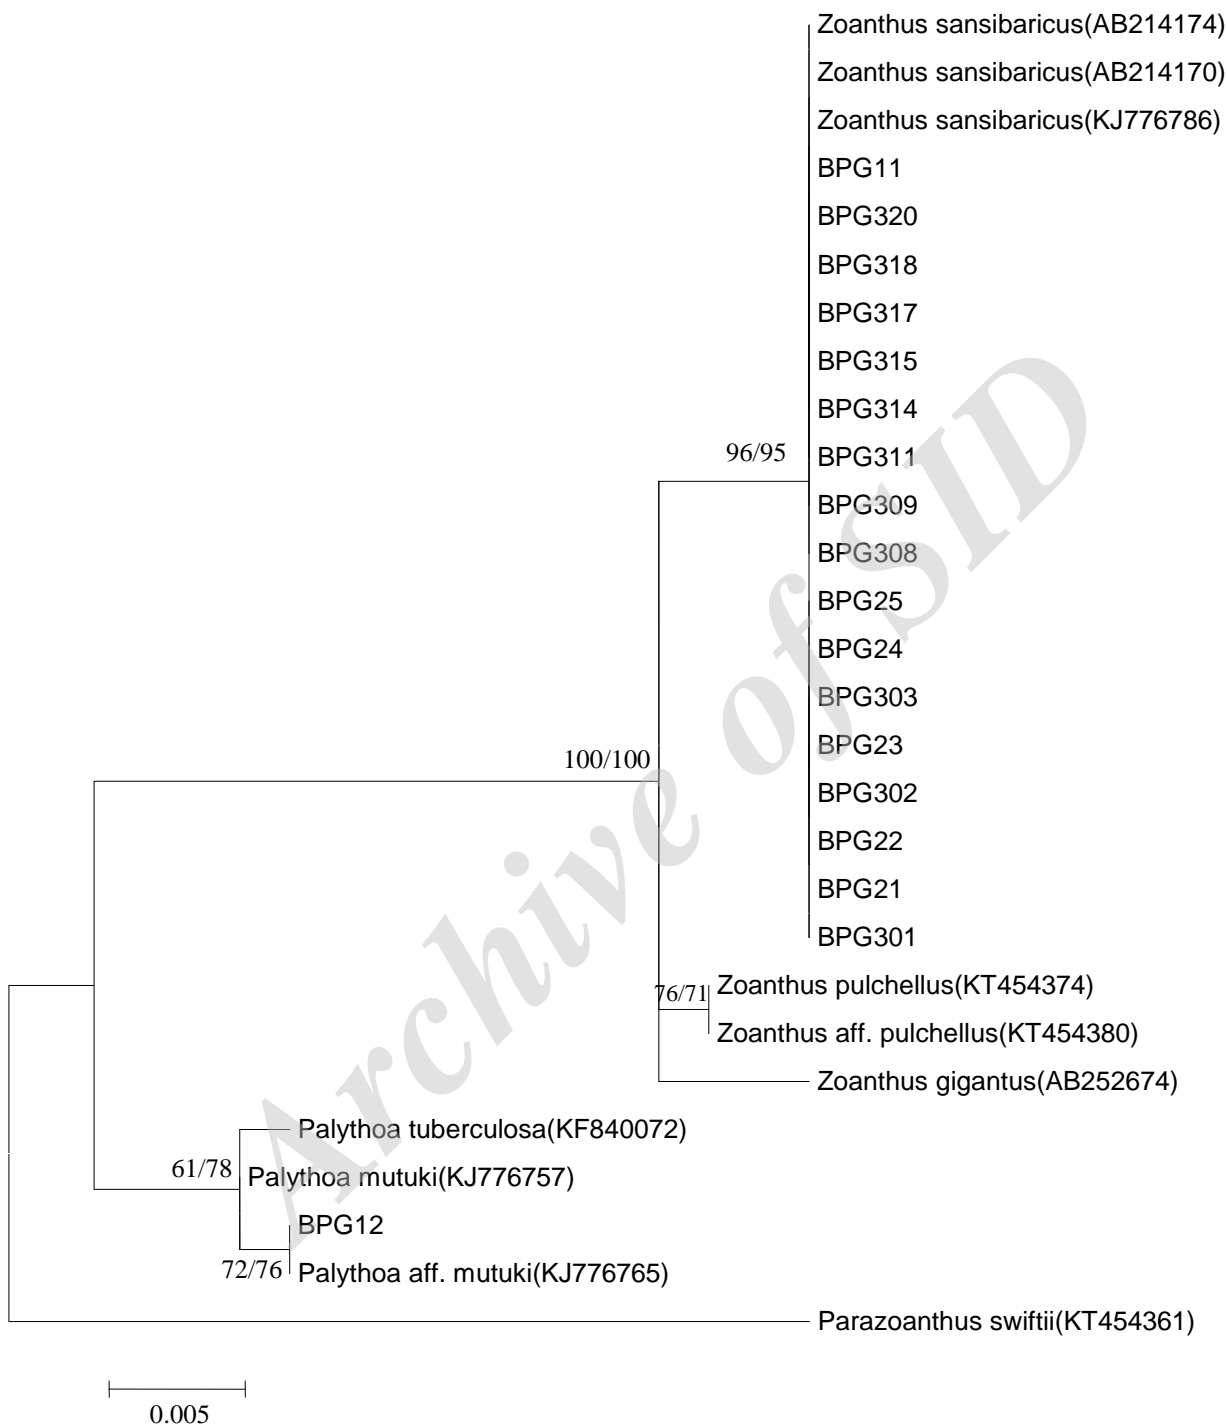 Zoanthus sansibaricus(AB214174)
Zoanthus sansibaricus(AB214170)
Zoanthus sansibaricus(KJ776786)
BPG11
BPG320
BPG318
BPG317
BPG315
BPG314
96/95
BPG311
BPG309
BPG308
BPG25
BPG24
BPG303
BPG23
100/100
BPG302
BPG22
BPG21
BPG301
76/71
Zoanthus pulchellus(KT454374)
Zoanthus aff. pulchellus(KT454380)
Zoanthus gigantus(AB252674)
Palythoa tuberculosa(KF840072)
61/78
Palythoa mutuki(KJ776757)
BPG12
72/76
Palythoa aff. mutuki(KJ776765)
Parazoanthus swiftii(KT454361)
0.005
Archive of SID